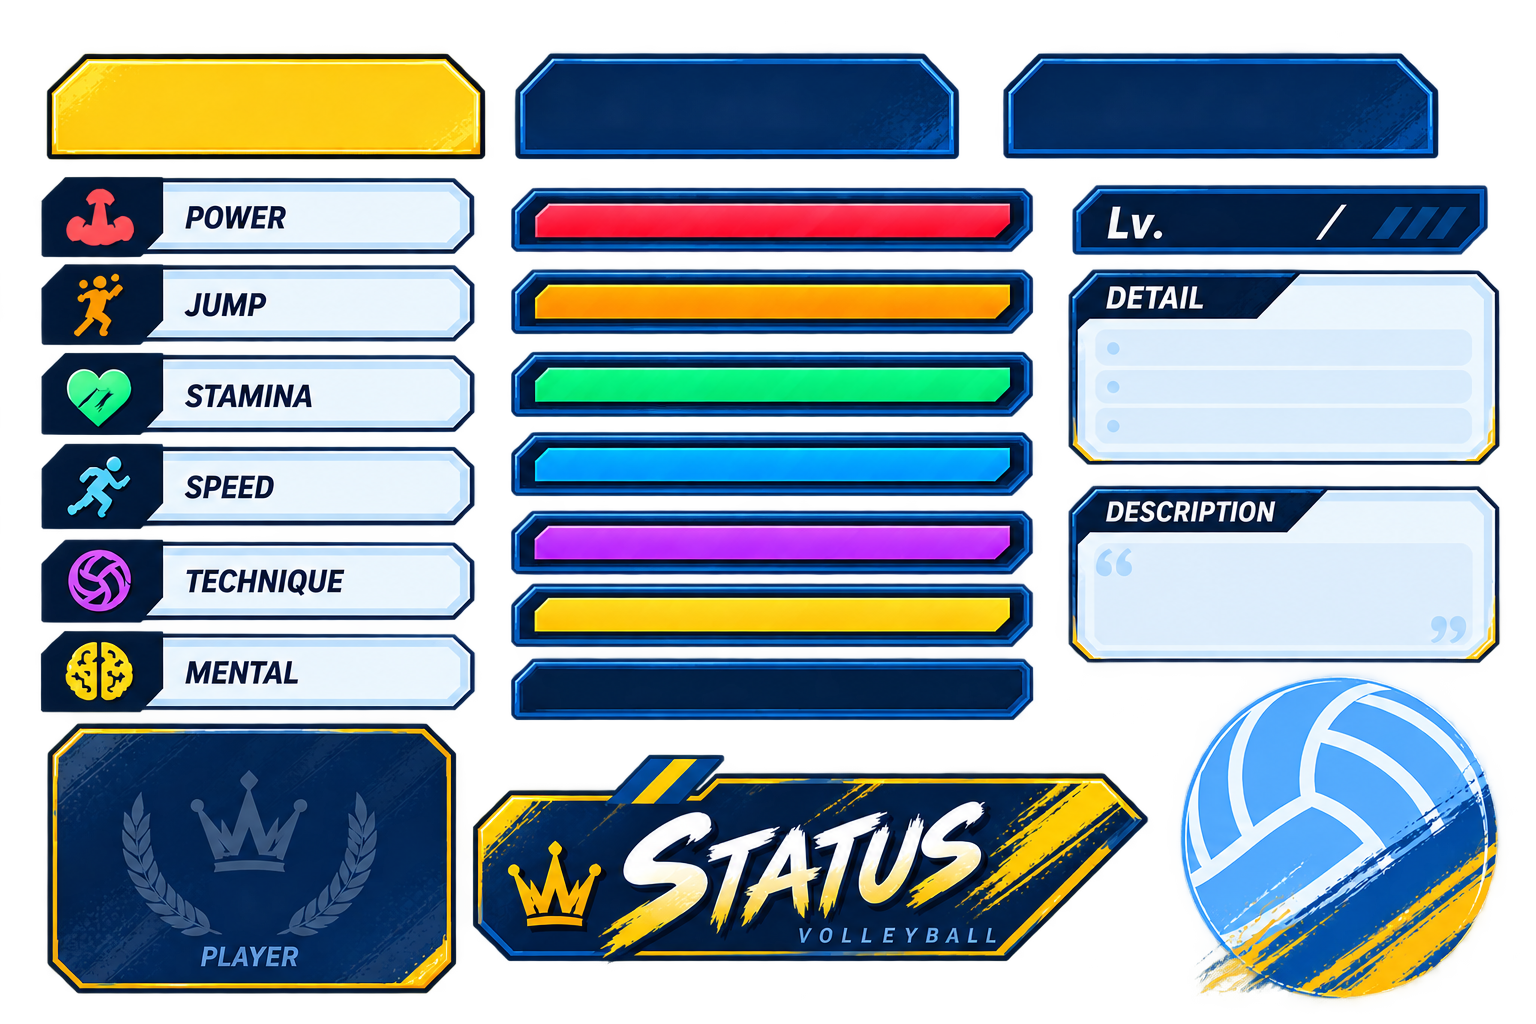 POWER
JUMP
STAMINA
SPEED
TECHNIQUE
MENTAL
Lv. /
DETAIL
DESCRIPTION
“
”
PLAYER
STATUS
VOLLEYBALL